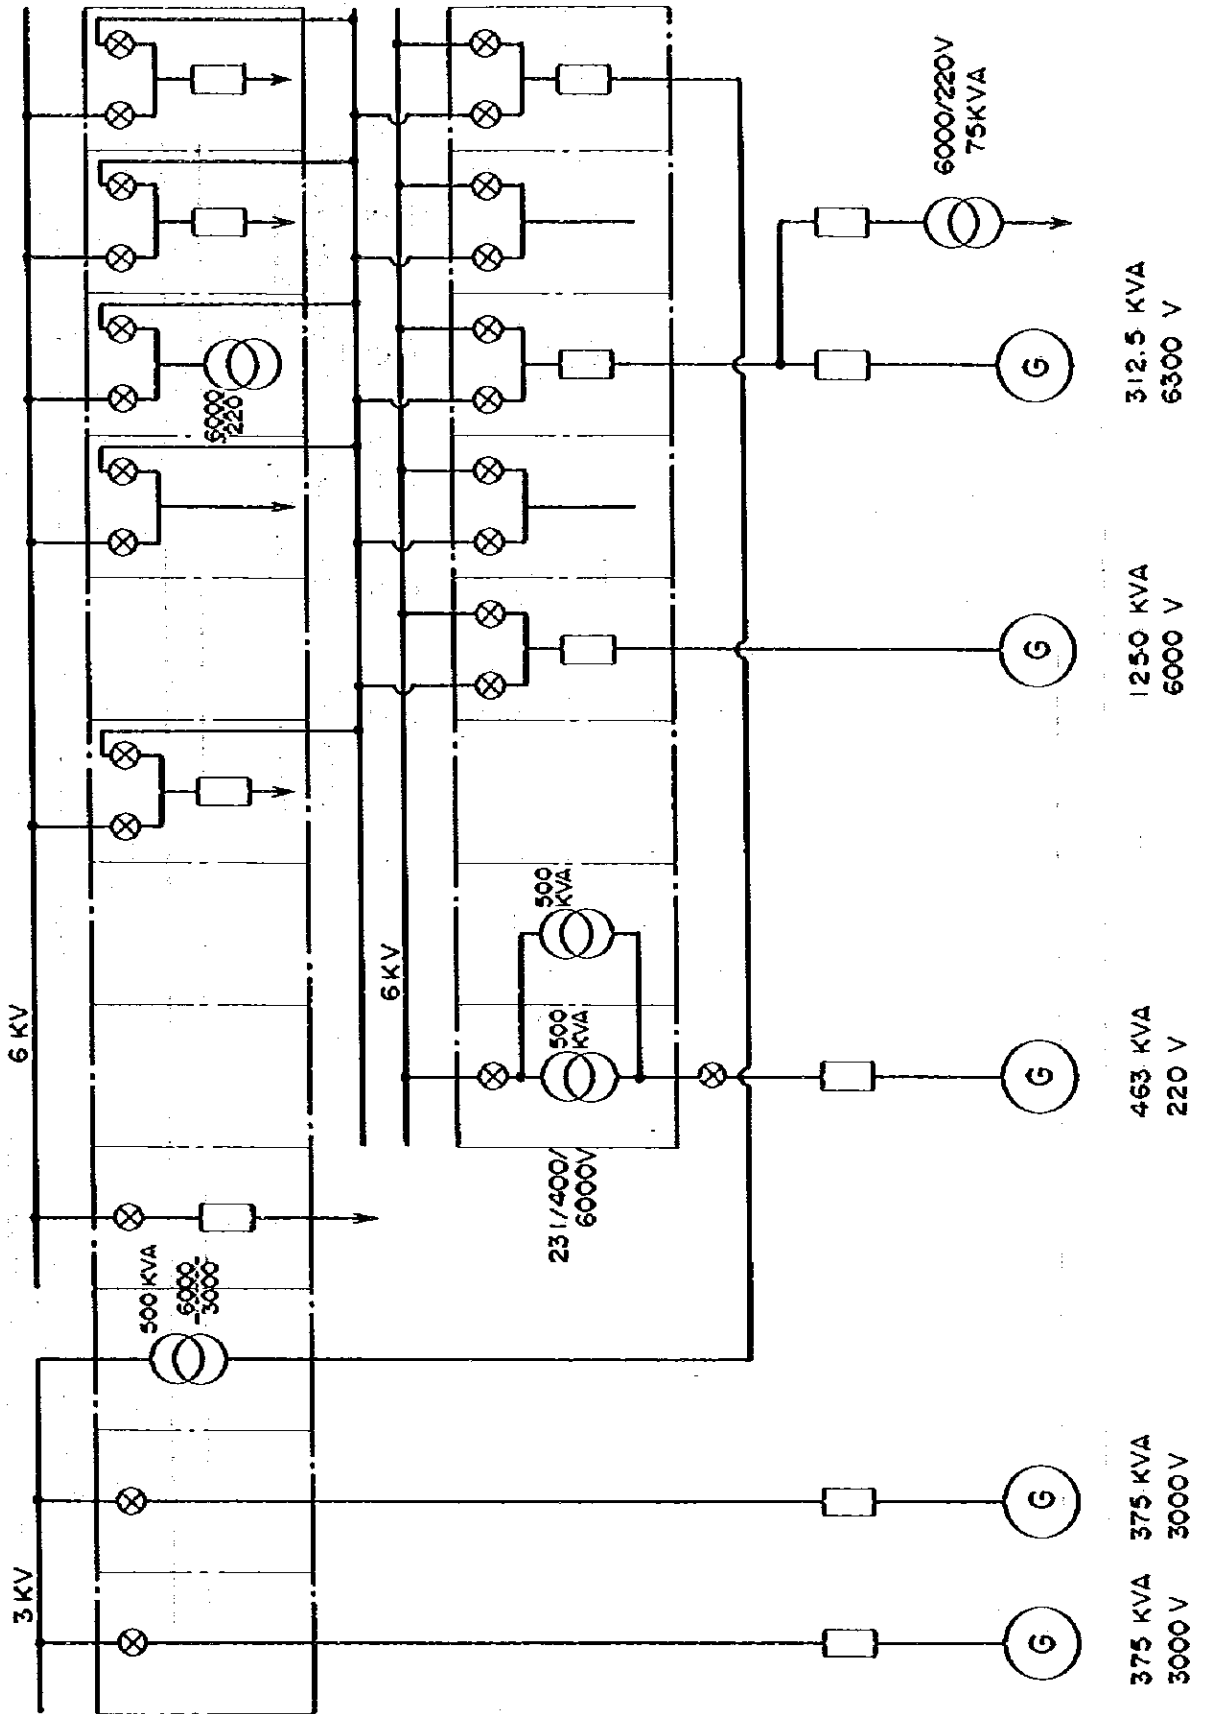 3 KV
6 KV
6 KV
500 KVA
6000
3000
6000
220
231/400/
6000V
500
KVA
500
KVA
6000/220V
75KVA
G
G
G
G
G
G
375 KVA
3000 V
375 KVA
3000 V
463 KVA
220 V
1250 KVA
6000 V
312.5 KVA
6300 V